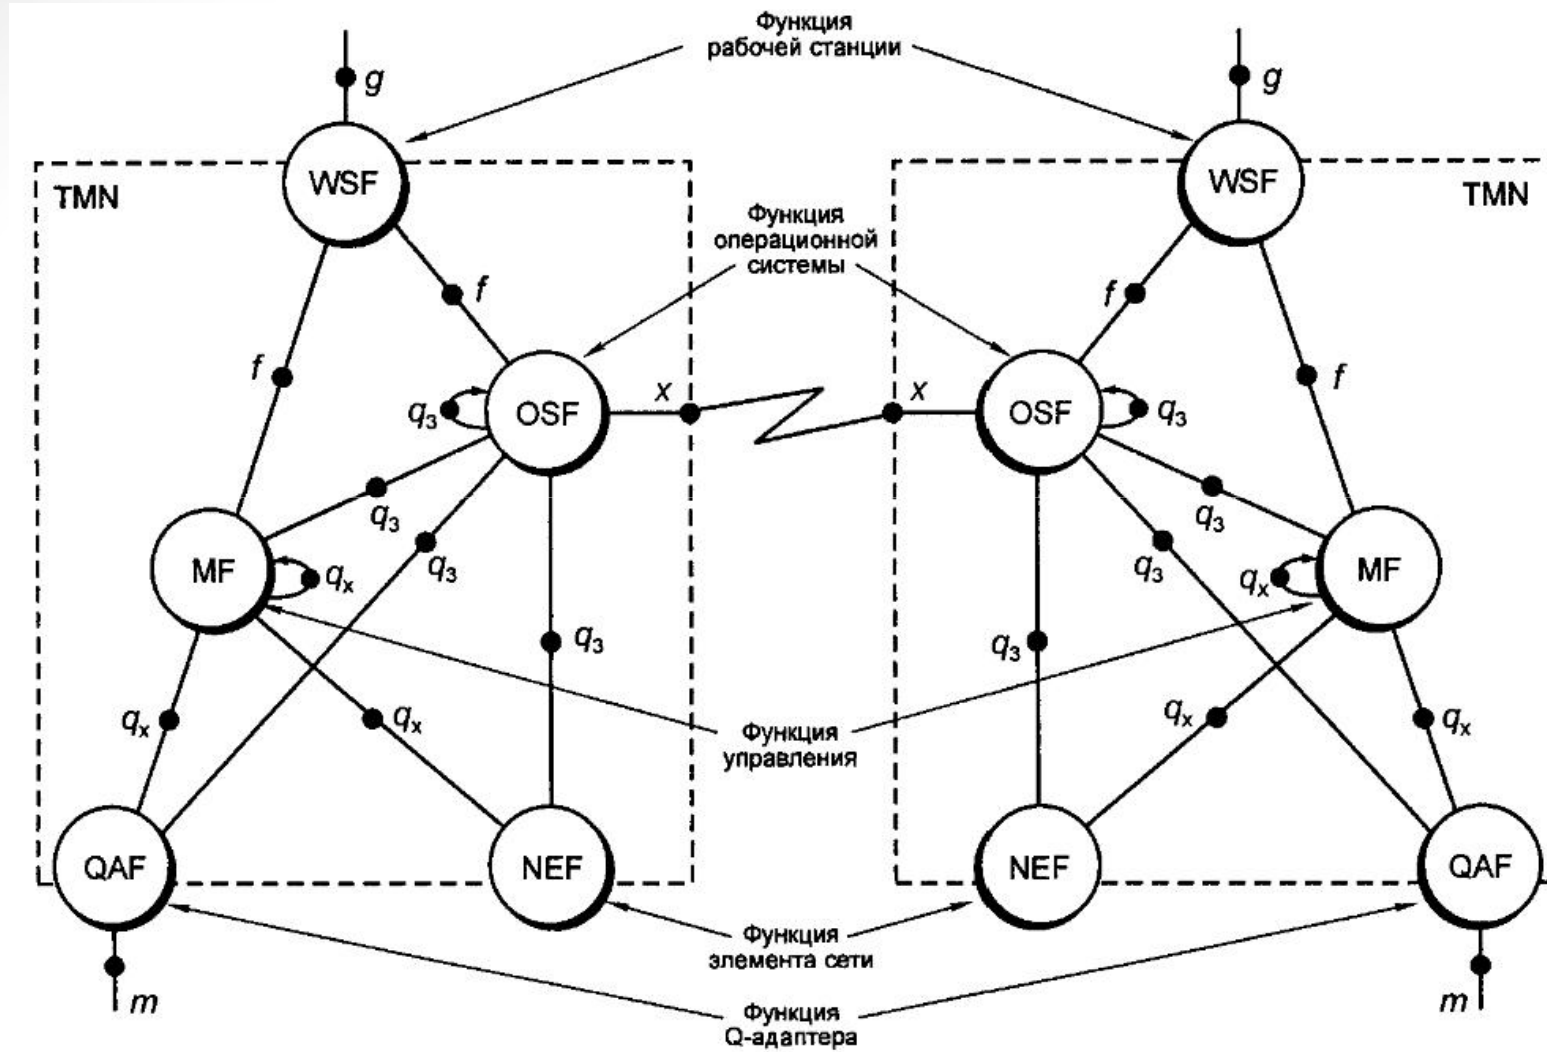 Функция
рабочей станции
g
g
WSF
WSF
TMN
TMN
Функция
операционной
системы
f
f
f
f
x
x
q3
OSF
OSF
q3
q3
q3
q3
q3
MF
qx
qx
MF
q3
q3
qx
qx
qx
qx
Функция
управления
QAF
NEF
NEF
QAF
Функция
элемента сети
m
m
Функция
Q-адаптера